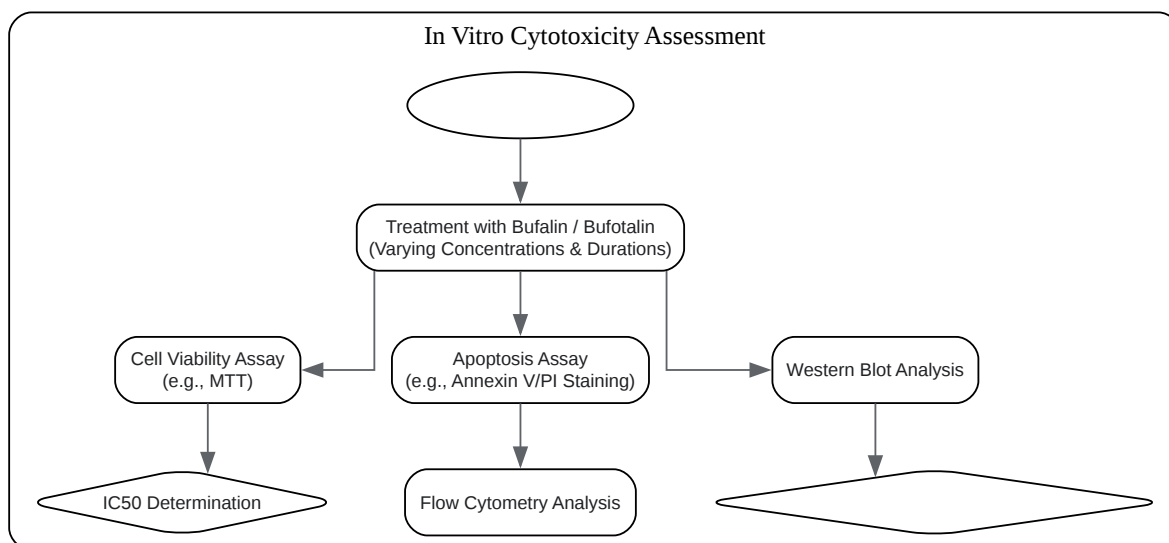 In Vitro Cytotoxicity Assessment
Treatment with Bufalin / Bufotalin
(Varying Concentrations & Durations)
Cell Viability Assay
(e.g., MTT)
Apoptosis Assay
(e.g., Annexin V/PI Staining)
Western Blot Analysis
IC50 Determination
Flow Cytometry Analysis